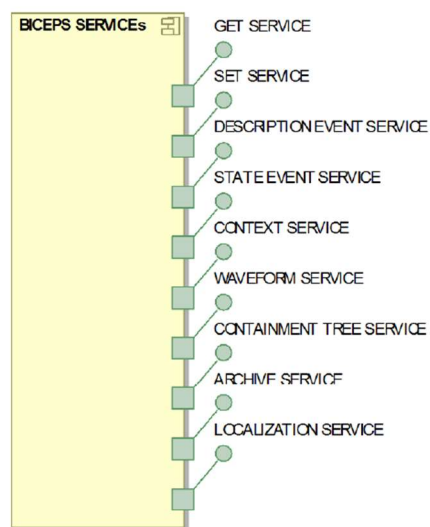 BICEPS SERVICEs
GET SERVICE
SET SERVICE
DESCRIPTION EVENT SERVICE
STATE EVENT SERVICE
CONTEXT SERVICE
WAVEFORM SERVICE
CONTAINMENT TREE SERVICE
ARCHIVE SERVICE
LOCALIZATION SERVICE